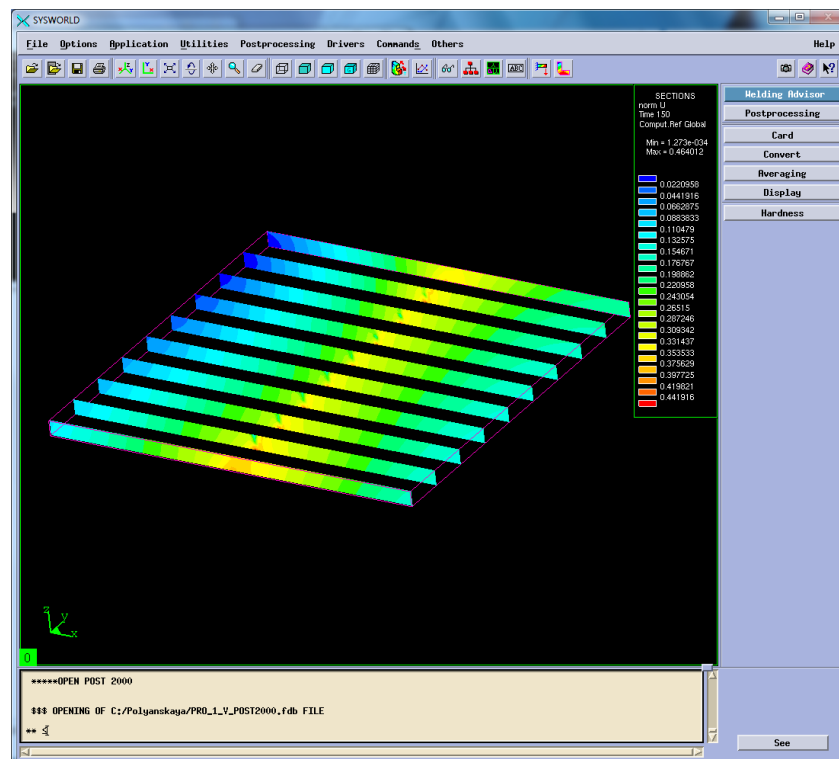 SYSWORLD
File Options Application Utilities Postprocessing Drivers Commands Others Help
ABC
SECTIONS
norm U
Time 150
Comput.Ref Global
Min = 1.273e-034
Max = 0.464012
0.0220958
0.0441916
0.0662875
0.0883833
0.110479
0.132575
0.154671
0.176767
0.198862
0.220958
0.243054
0.26515
0.287246
0.309342
0.331437
0.353533
0.375629
0.397725
0.419821
0.441916
Welding Advisor
Postprocessing
Card
Convert
Averaging
Display
Hardness
z
y
x
0
*****OPEN POST 2000
$$$ OPENING OF C:/Polyanskaya/PRO_1_V_POST2000.fdb FILE
**
See